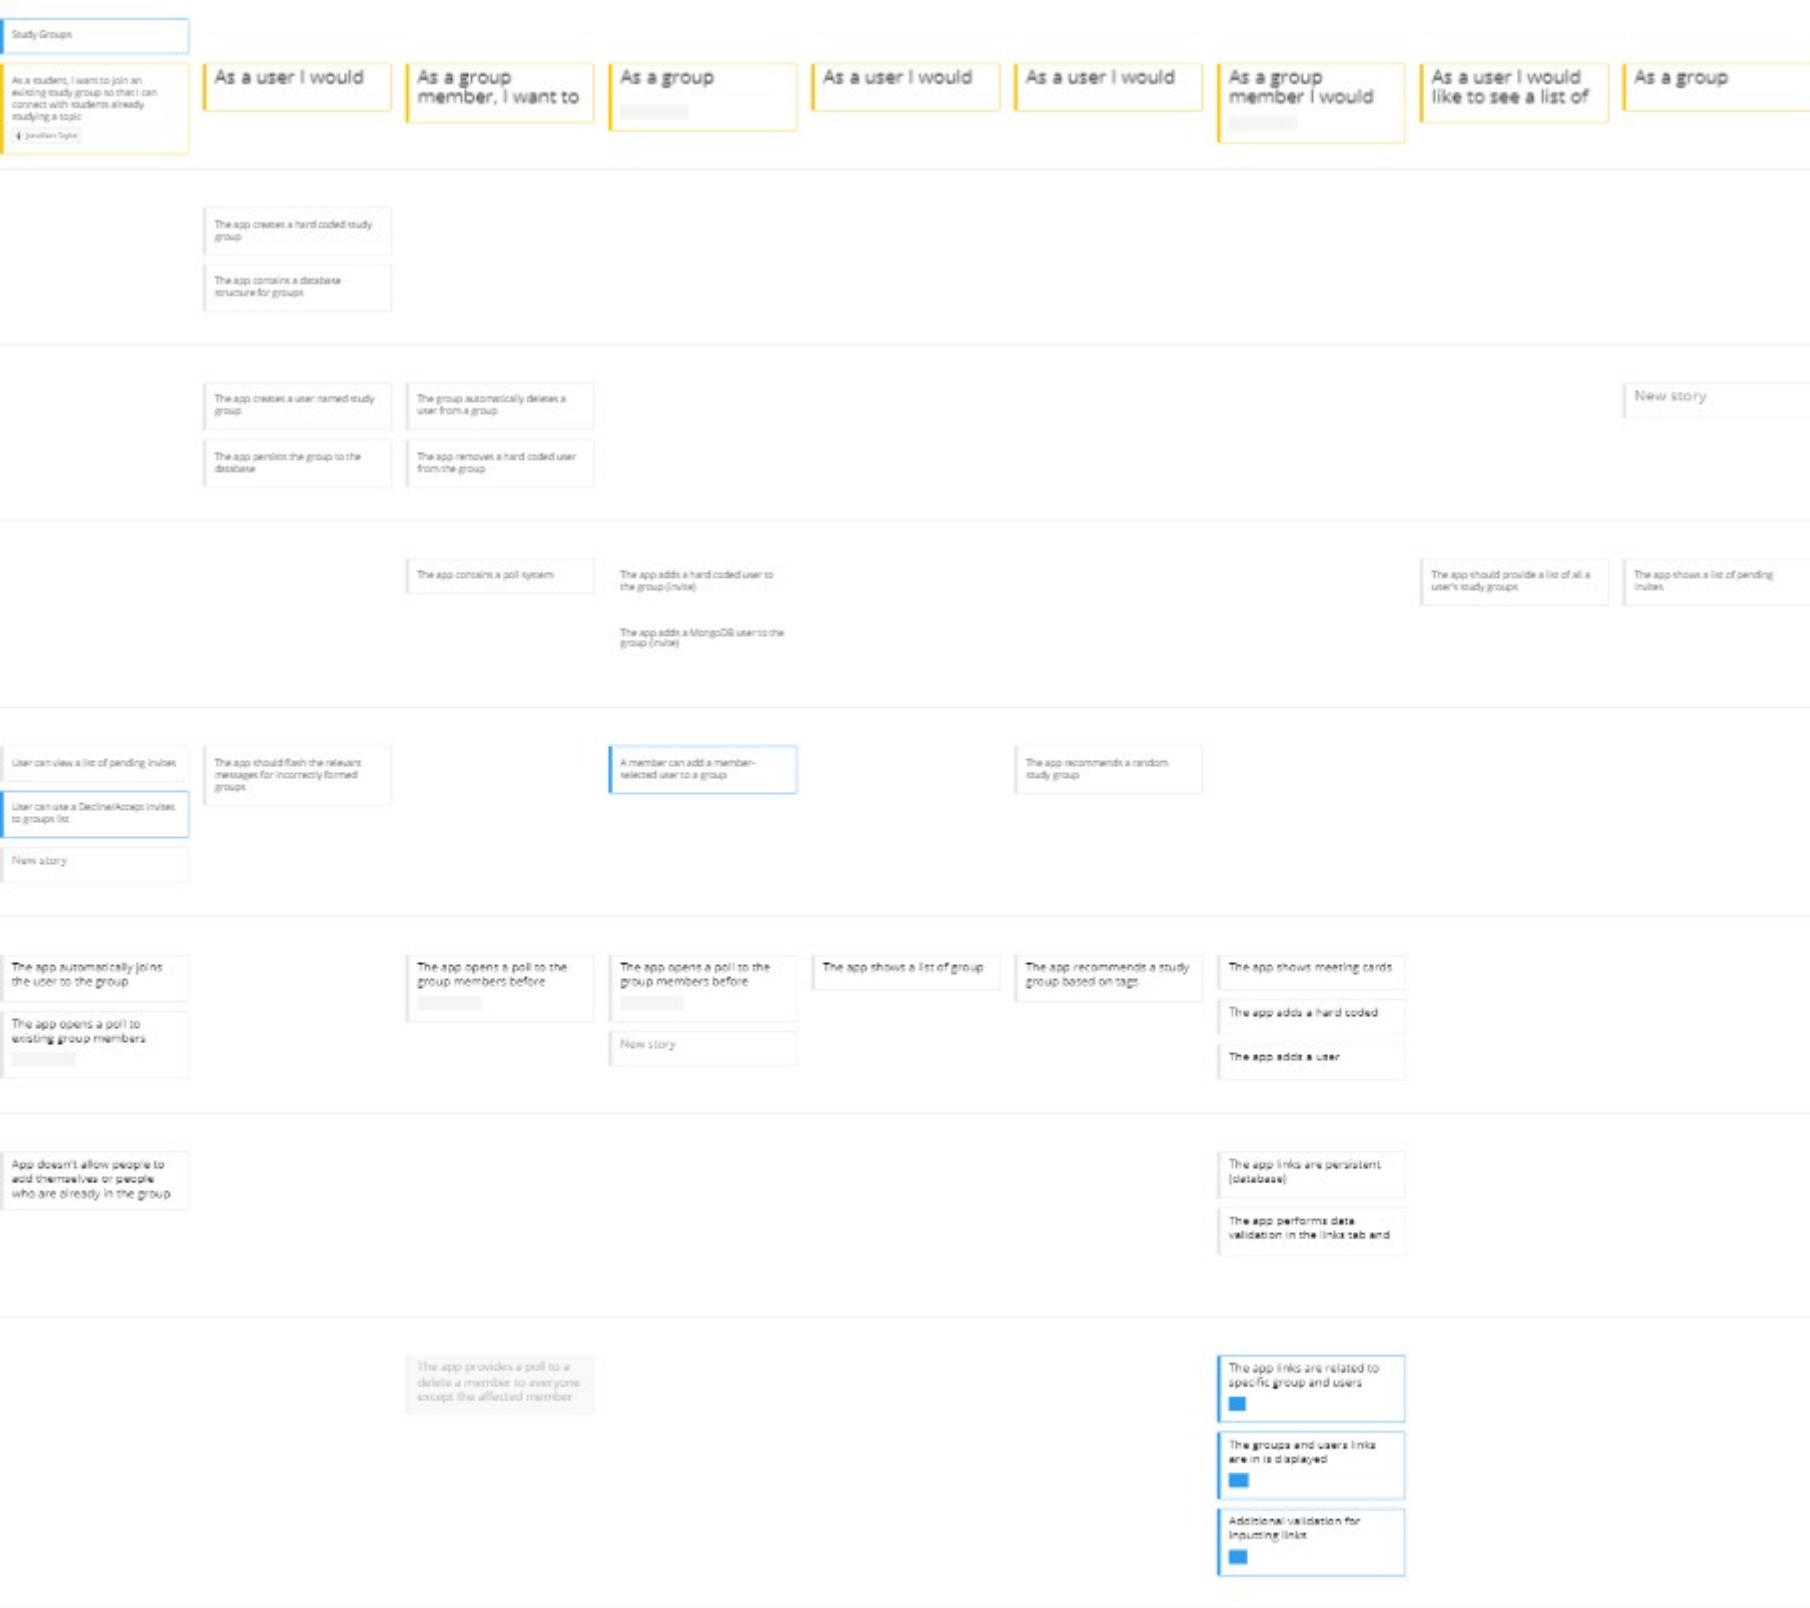 Study Groups
As a student, I want to join an
existing study group so that I can
connect with students already
studying a topic
Jonathan Taylor
As a user I would
As a group
member, I want to
As a group
As a user I would
As a user I would
As a group
member I would
As a user I would
like to see a list of
As a group
The app creates a hard coded study
group
The app contains a database
structure for groups
The app creates a user named study
group
The app persists the group to the
database
The group automatically deletes a
user from a group
The app removes a hard coded user
from the group
New story
The app contains a poll system
The app adds a hard coded user to
the group (invite)
The app adds a MongoDB user to the
group (invite)
The app should provide a list of all a
user's study groups
The app shows a list of pending
invites
User can view a list of pending invites
User can use a Decline/Accept invites
to groups list
New story
The app should flash the relevant
messages for incorrectly formed
groups
A member can add a member-
selected user to a group
The app recommends a random
study group
The app automatically joins
the user to the group
The app opens a poll to
existing group members
The app opens a poll to the
group members before
The app opens a poll to the
group members before
New story
The app shows a list of group
The app recommends a study
group based on tags
The app shows meeting cards
The app adds a hard coded
The app adds a user
App doesn't allow people to
add themselves or people
who are already in the group
The app links are persistent
(database)
The app performs data
validation in the links tab and
The app provides a poll to a
delete a member to everyone
except the affected member
The app links are related to
specific group and users
The groups and users links
are in is displayed
Additional validation for
inputting links